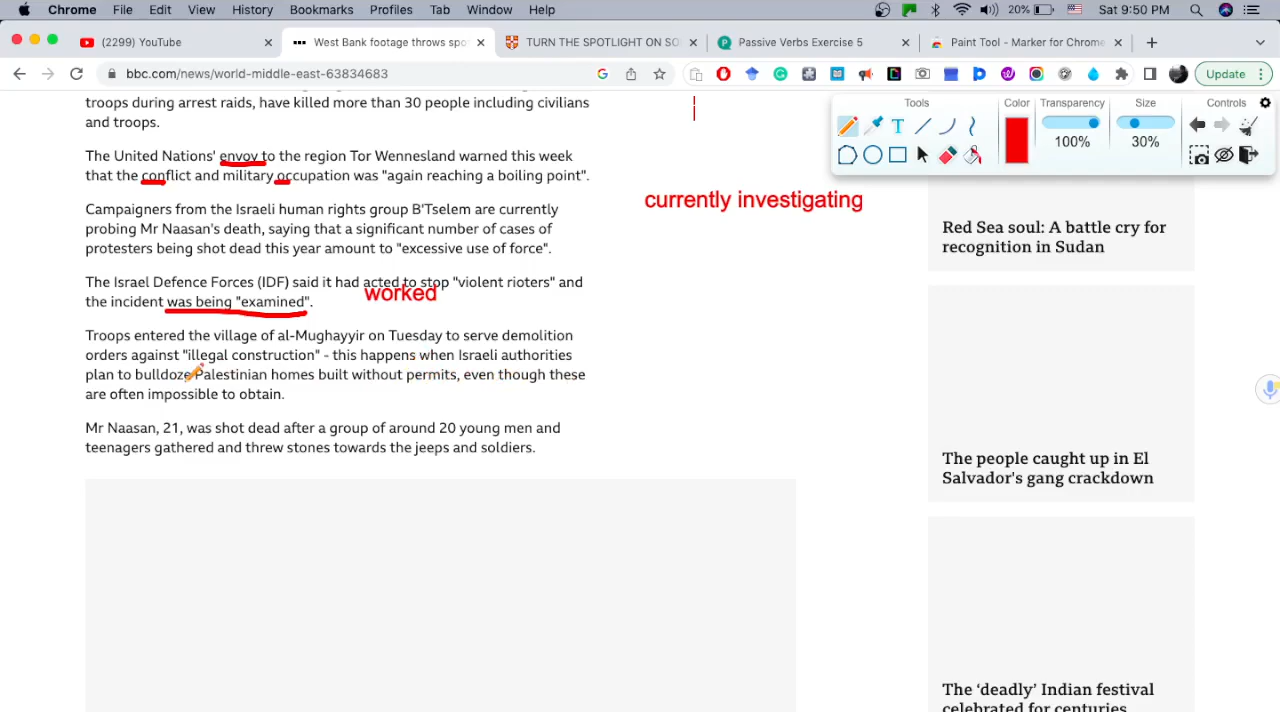 Chrome File Edit View History Bookmarks Profiles Tab Window Help 20% Sat 9:50 PM
(2299) YouTube West Bank footage throws spo TURN THE SPOTLIGHT ON SO Passive Verbs Exercise 5 Paint Tool - Marker for Chrome
bbc.com/news/world-middle-east-63834683 Update
Tools Color Transparency Size Controls
100% 30%
troops during arrest raids, have killed more than 30 people including civilians
and troops.
The United Nations' envoy to the region Tor Wennesland warned this week
that the conflict and military occupation was "again reaching a boiling point".
currently investigating
Campaigners from the Israeli human rights group B'Tselem are currently
probing Mr Naasan's death, saying that a significant number of cases of
protesters being shot dead this year amount to "excessive use of force".
The Israel Defence Forces (IDF) said it had acted to stop "violent rioters" and
the incident was being "examined".
worked
Troops entered the village of al-Mughayyir on Tuesday to serve demolition
orders against "illegal construction" - this happens when Israeli authorities
plan to bulldoze Palestinian homes built without permits, even though these
are often impossible to obtain.
Mr Naasan, 21, was shot dead after a group of around 20 young men and
teenagers gathered and threw stones towards the jeeps and soldiers.
Red Sea soul: A battle cry for
recognition in Sudan
The people caught up in El
Salvador's gang crackdown
The 'deadly' Indian festival
celebrated for centuries